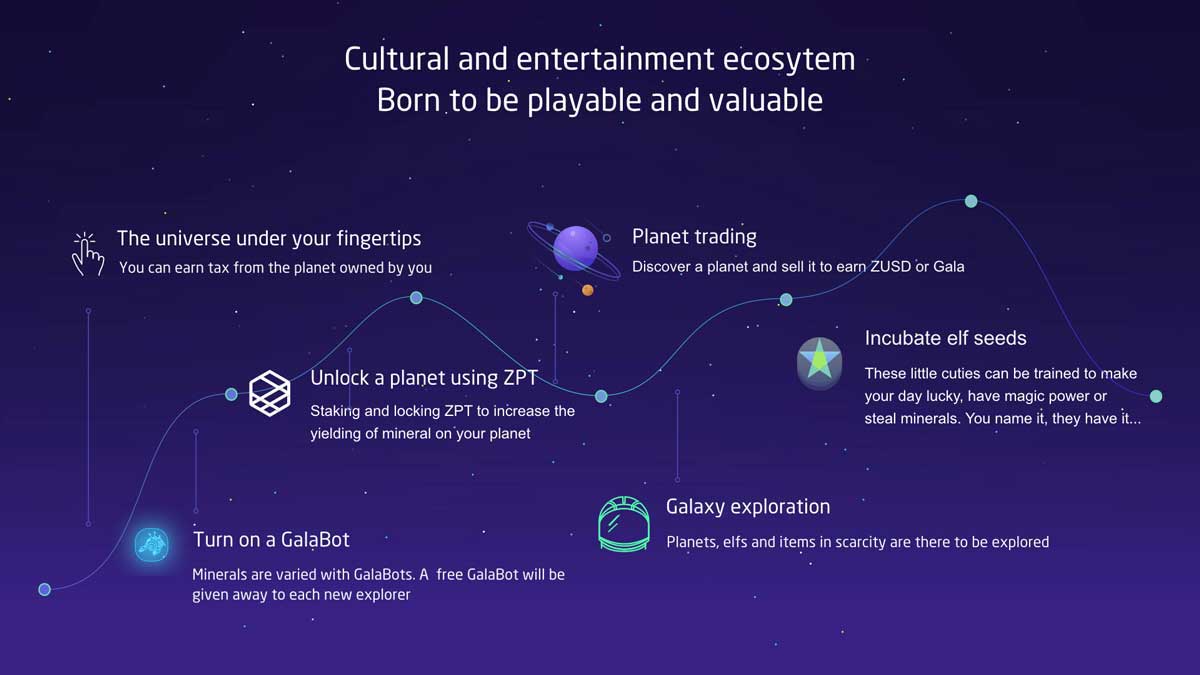 Cultural and entertainment ecosytem
Born to be playable and valuable
The universe under your fingertips
You can earn tax from the planet owned by you
Planet trading
Discover a planet and sell it to earn ZUSD or Gala
Unlock a planet using ZPT
Staking and locking ZPT to increase the
yielding of mineral on your planet
Incubate elf seeds
These little cuties can be trained to make
your day lucky, have magic power or
steal minerals. You name it, they have it...
Turn on a GalaBot
Minerals are varied with GalaBots. A free GalaBot will be
given away to each new explorer
Galaxy exploration
Planets, elfs and items in scarcity are there to be explored